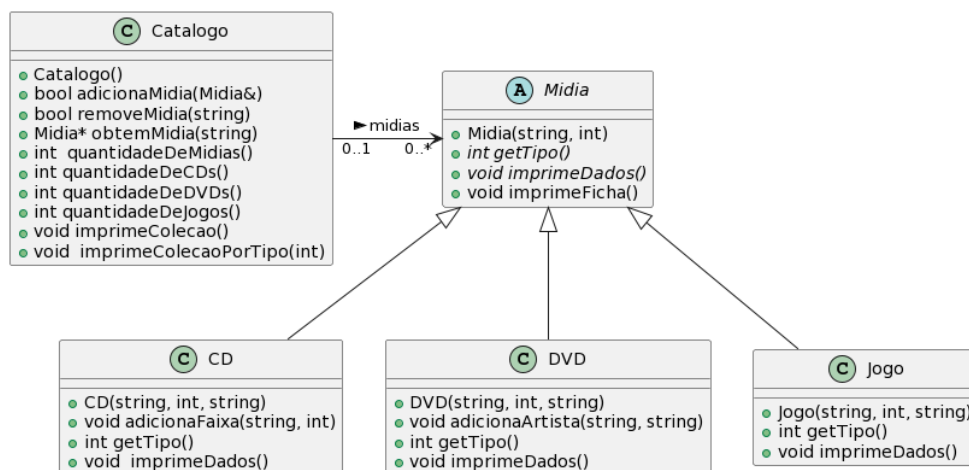 C Catalogo
Catalogo()
bool adicionaMidia(Midia&)
bool removeMidia(string)
Midia* obtemMidia(string)
int quantidadeDeMidias()
int quantidadeDeCDs()
int quantidadeDeDVDs()
int quantidadeDeJogos()
void imprimeColecao()
void imprimeColecaoPorTipo(int)
midias
0..1 0..*
A Midia
Midia(string, int)
int getTipo()
void imprimeDados()
void imprimeFicha()
C CD
CD(string, int, string)
void adicionaFaixa(string, int)
int getTipo()
void imprimeDados()
C DVD
DVD(string, int, string)
void adicionaArtista(string, string)
int getTipo()
void imprimeDados()
C Jogo
Jogo(string, int, string)
int getTipo()
void imprimeDados()